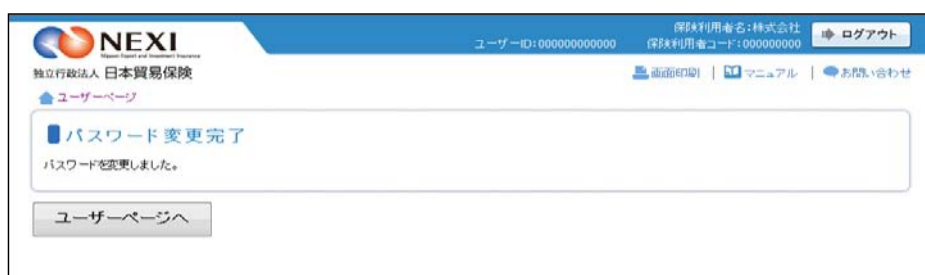 NEXI
Nippon Export and Investment Insurance
独立行政法人 日本貿易保険
ユーザーID:000000000000
保険利用者名:株式会社
保険利用者コード:000000000
ログアウト
画面印刷 | マニュアル | お問い合わせ
ユーザーページ
パスワード変更完了
パスワードを変更しました。
ユーザーページへ